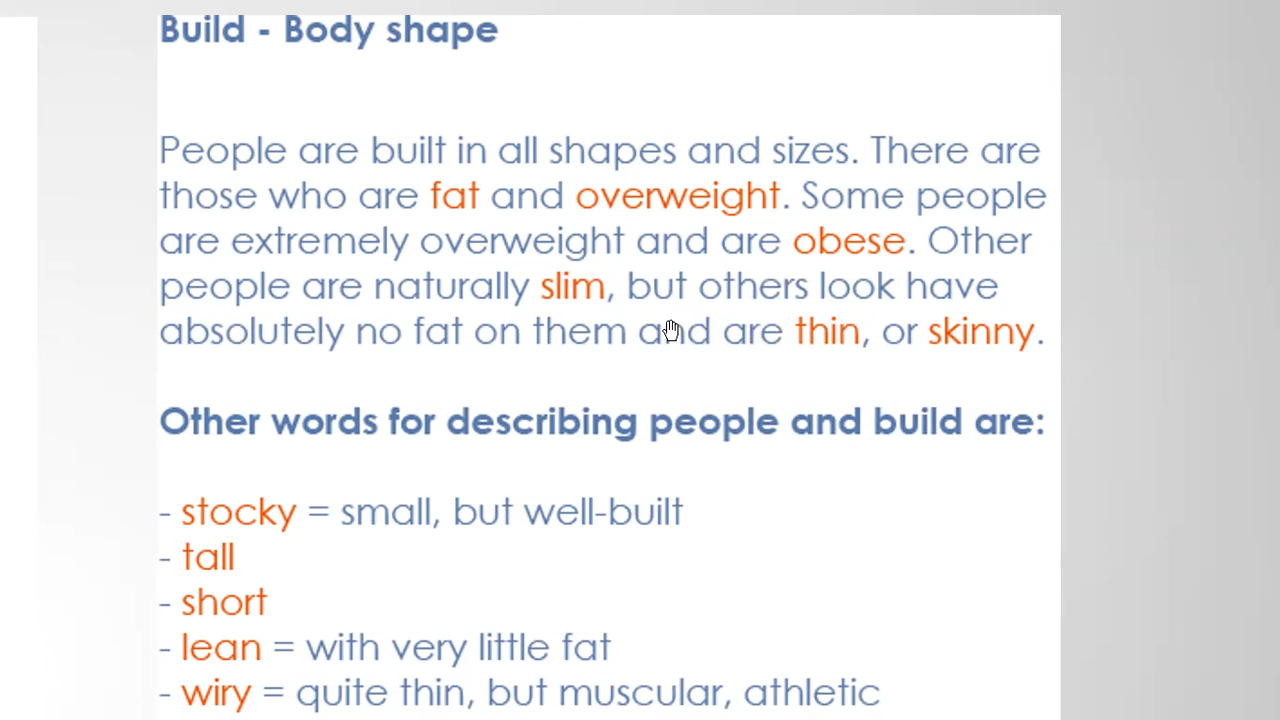 Build - Body shape
People are built in all shapes and sizes. There are
those who are fat and overweight. Some people
are extremely overweight and are obese. Other
people are naturally slim, but others look have
absolutely no fat on them and are thin, or skinny.
Other words for describing people and build are:
- stocky = small, but well-built
- tall
- short
- lean = with very little fat
- wiry = quite thin, but muscular, athletic